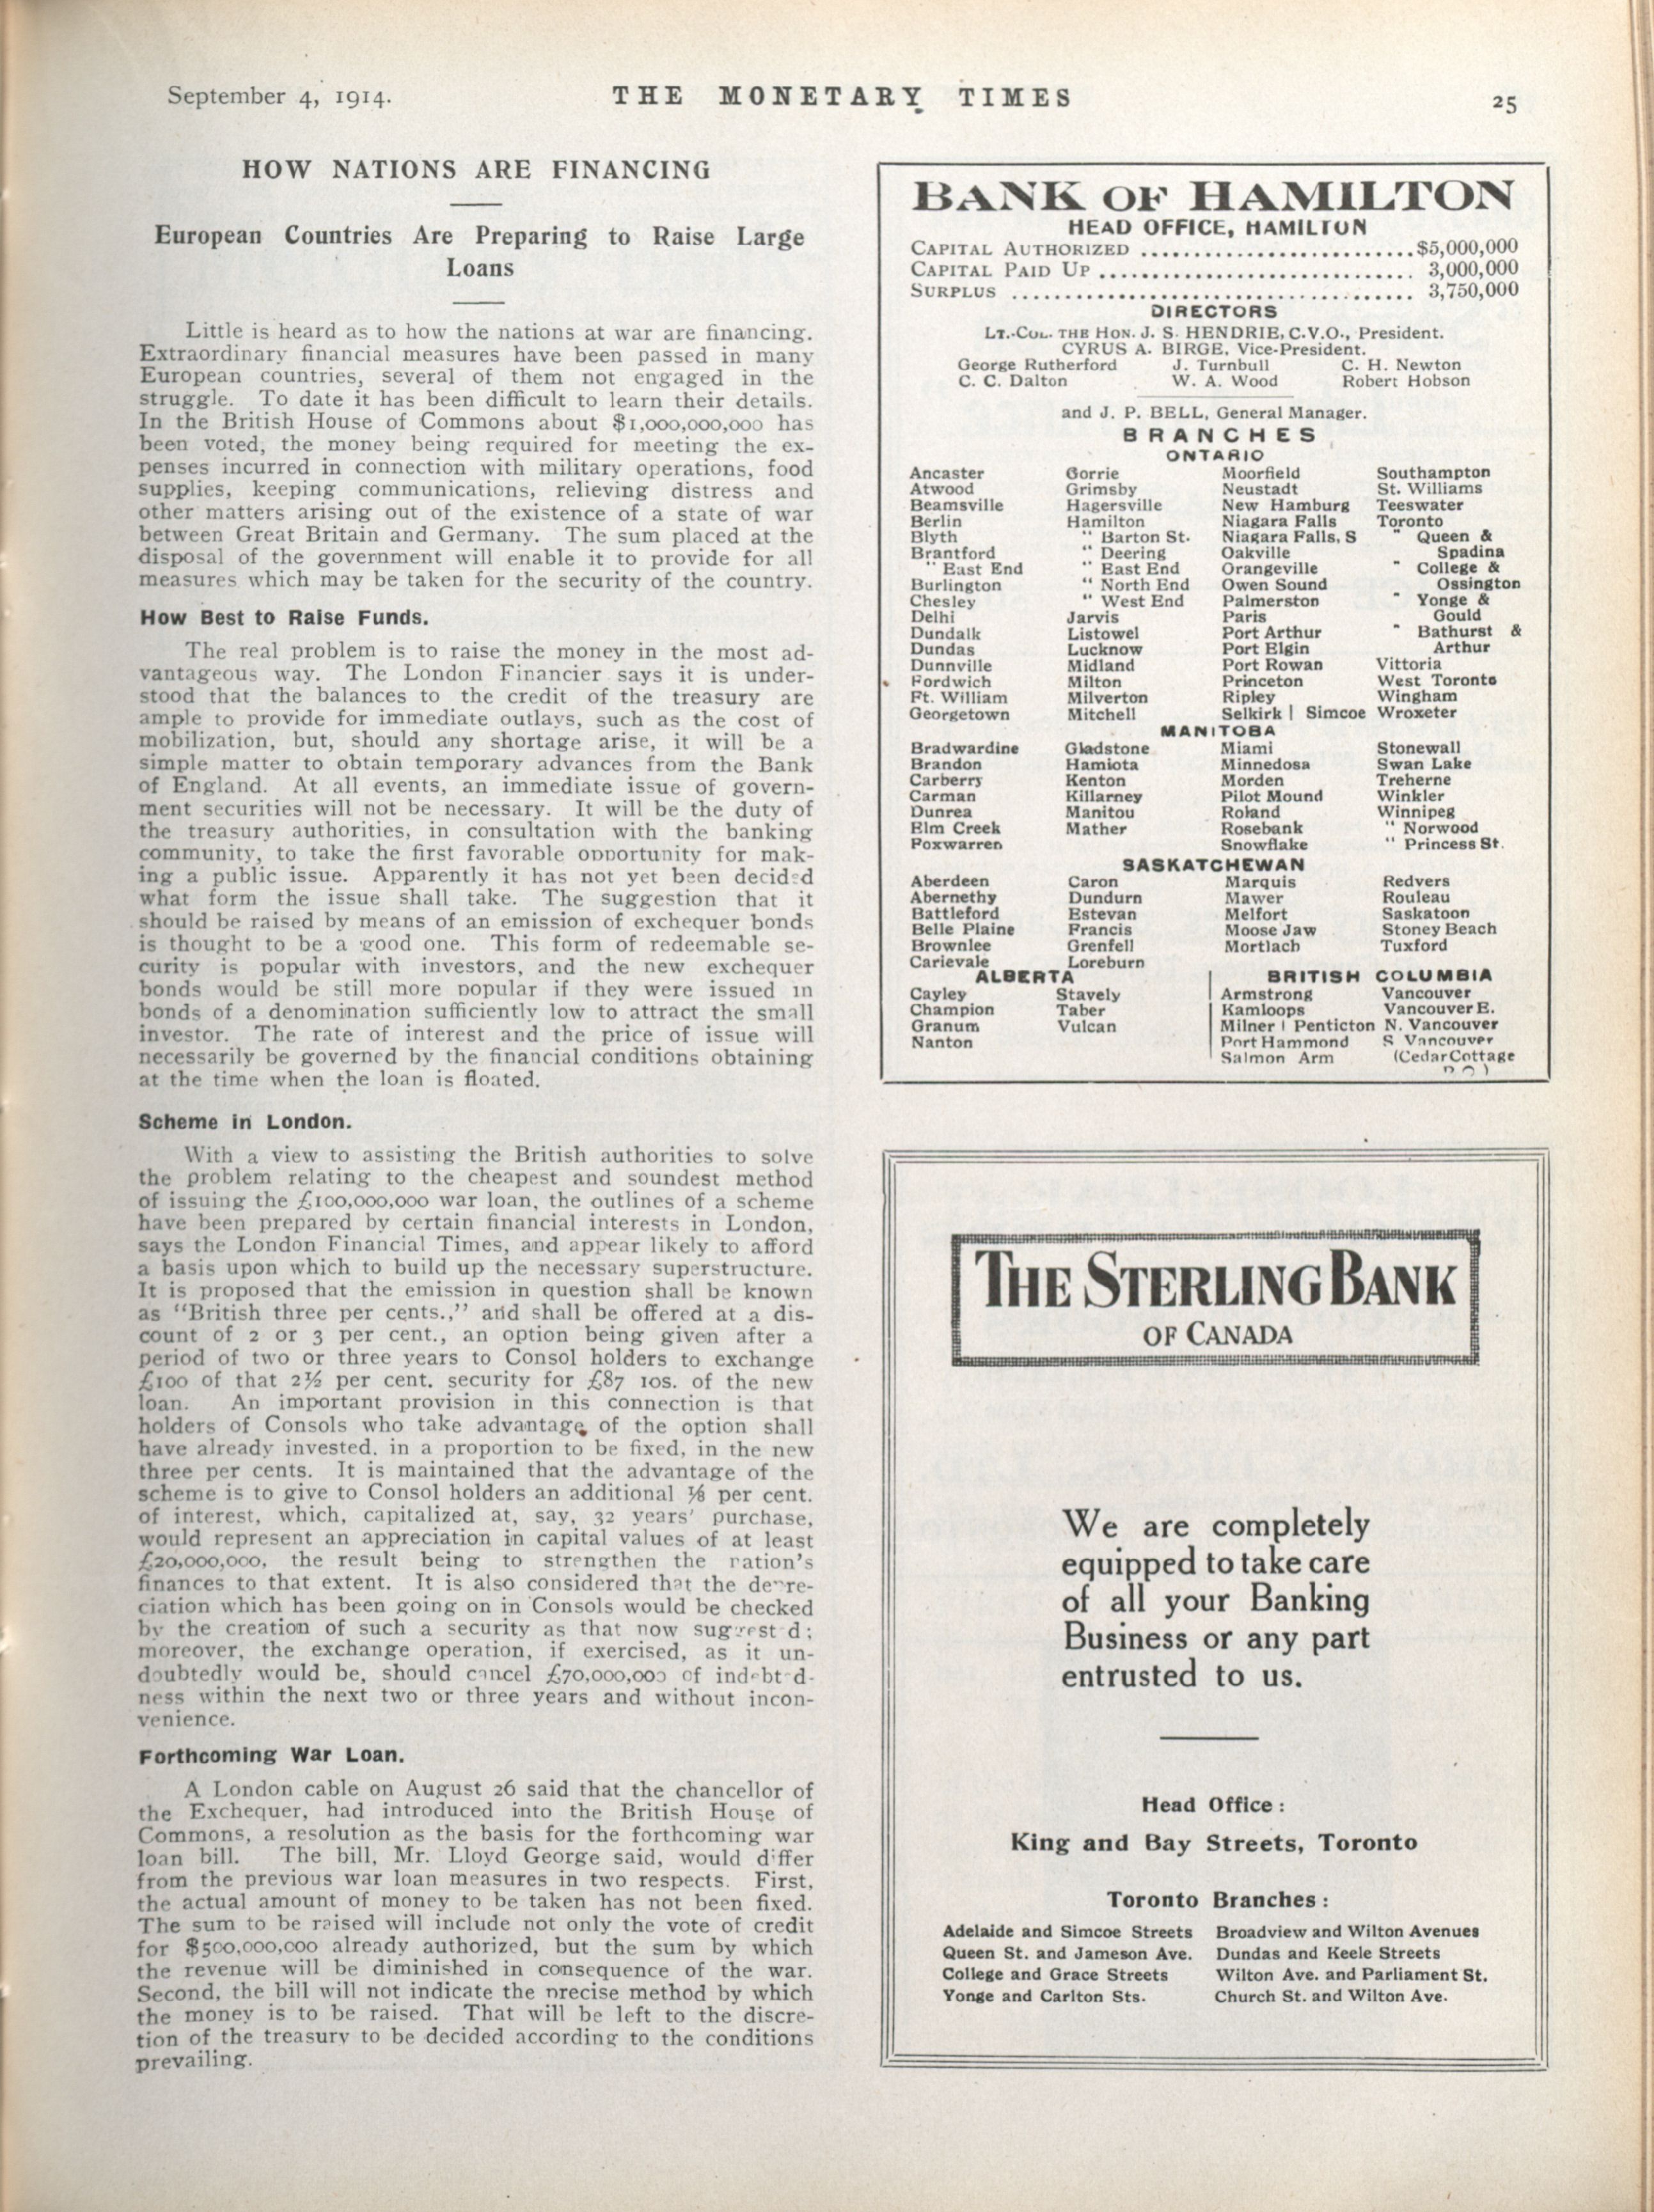 September 4, 1914.
THE MONETARY TIMES
25
HOW NATIONS ARE FINANCING
European Countries Are Preparing to Raise Large
Loans
Little is heard as to how the nations at war are financing.
Extraordinary financial measures have been passed in many
European countries, several of them not engaged in the
struggle. To date it has been difficult to learn their details.
In the British House of Commons about $1,000,000,000 has
been voted, the money being required for meeting the ex-
penses incurred in connection with military operations, food
supplies, keeping communications, relieving distress and
other matters arising out of the existence of a state of war
between Great Britain and Germany. The sum placed at the
disposal of the government will enable it to provide for all
measures which may be taken for the security of the country.
How Best to Raise Funds.
The real problem is to raise the money in the most ad-
vantageous way. The London Financier says it is under-
stood that the balances to the credit of the treasury are
ample to provide for immediate outlays, such as the cost of
mobilization, but, should any shortage arise, it will be a
simple matter to obtain temporary advances from the Bank
of England. At all events, an immediate issue of govern-
ment securities will not be necessary. It will be the duty of
the treasury authorities, in consultation with the banking
community, to take the first favorable opportunity for mak-
ing a public issue. Apparently it has not yet been decided
what form the issue shall take. The suggestion that it
should be raised by means of an emission of exchequer bonds
is thought to be a good one. This form of redeemable se-
curity is popular with investors, and the new exchequer
bonds would be still more popular if they were issued in
bonds of a denomination sufficiently low to attract the small
investor. The rate of interest and the price of issue will
necessarily be governed by the financial conditions obtaining
at the time when the loan is floated.
Scheme in London.
With a view to assisting the British authorities to solve
the problem relating to the cheapest and soundest method
of issuing the £100,000,000 war loan, the outlines of a scheme
have been prepared by certain financial interests in London,
says the London Financial Times, and appear likely to afford
a basis upon which to build up the necessary superstructure.
It is proposed that the emission in question shall be known
as "British three per cents.," and shall be offered at a dis-
count of 2 or 3 per cent., an option being given after a
period of two or three years to Consol holders to exchange
£100 of that 2½ per cent. security for £87 10s. of the new
loan. An important provision in this connection is that
holders of Consols who take advantage of the option shall
have already invested, in a proportion to be fixed, in the new
three per cents. It is maintained that the advantage of the
scheme is to give to Consol holders an additional ⅛ per cent.
of interest, which, capitalized at, say, 32 years' purchase,
would represent an appreciation in capital values of at least
£20,000,000, the result being to strengthen the nation's
finances to that extent. It is also considered that the depre-
ciation which has been going on in Consols would be checked
by the creation of such a security as that now suggested;
moreover, the exchange operation, if exercised, as it un-
doubtedly would be, should cancel £70,000,000 of indebted-
ness within the next two or three years and without incon-
venience.
Forthcoming War Loan.
A London cable on August 26 said that the chancellor of
the Exchequer, had introduced into the British House of
Commons, a resolution as the basis for the forthcoming war
loan bill. The bill, Mr. Lloyd George said, would differ
from the previous war loan measures in two respects. First,
the actual amount of money to be taken has not been fixed.
The sum to be raised will include not only the vote of credit
for $500,000,000 already authorized, but the sum by which
the revenue will be diminished in consequence of the war.
Second, the bill will not indicate the precise method by which
the money is to be raised. That will be left to the discre-
tion of the treasury to be decided according to the conditions
prevailing.
BANK OF HAMILTON
HEAD OFFICE, HAMILTON
CAPITAL AUTHORIZED ..........................$5,000,000
CAPITAL PAID UP .............................. 3,000,000
SURPLUS ...................................... 3,750,000
DIRECTORS
LT.-COL. THE HON. J. S. HENDRIE, C.V.O., President.
CYRUS A. BIRGE, Vice-President.
George Rutherford J. Turnbull C. H. Newton
C. C. Dalton W. A. Wood Robert Hobson
and J. P. BELL, General Manager.
BRANCHES
ONTARIO
Ancaster Gorrie Moorfield Southampton
Atwood Grimsby Neustadt St. Williams
Beamsville Hagersville New Hamburg Teeswater
Berlin Hamilton Niagara Falls Toronto
Blyth " Barton St. Niagara Falls, S " Queen &
Brantford " Deering Oakville Spadina
" East End " East End Orangeville " College &
Burlington " North End Owen Sound Ossington
Chesley " West End Palmerston " Yonge &
Delhi Jarvis Paris Gould
Dundalk Listowel Port Arthur " Bathurst &
Dundas Lucknow Port Elgin Arthur
Dunnville Midland Port Rowan Vittoria
Fordwich Milton Princeton West Toronto
Ft. William Milverton Ripley Wingham
Georgetown Mitchell Selkirk | Simcoe Wroxeter
MANITOBA
Bradwardine Gladstone Miami Stonewall
Brandon Hamiota Minnedosa Swan Lake
Carberry Kenton Morden Treherne
Carman Killarney Pilot Mound Winkler
Dunrea Manitou Roland Winnipeg
Elm Creek Mather Rosebank " Norwood
Foxwarren Snowflake " Princess St.
SASKATCHEWAN
Aberdeen Caron Marquis Redvers
Abernethy Dundurn Mawer Rouleau
Battleford Estevan Melfort Saskatoon
Belle Plaine Francis Moose Jaw Stoney Beach
Brownlee Grenfell Mortlach Tuxford
Carievale Loreburn
ALBERTA BRITISH COLUMBIA
Cayley Stavely Armstrong Vancouver
Champion Taber Kamloops Vancouver E.
Granum Vulcan Milner | Penticton N. Vancouver
Nanton Port Hammond S Vancouver
Salmon Arm (Cedar Cottage
THE STERLING BANK
OF CANADA
We are completely
equipped to take care
of all your Banking
Business or any part
entrusted to us.
Head Office :
King and Bay Streets, Toronto
Toronto Branches :
Adelaide and Simcoe Streets Broadview and Wilton Avenues
Queen St. and Jameson Ave. Dundas and Keele Streets
College and Grace Streets Wilton Ave. and Parliament St.
Yonge and Carlton Sts. Church St. and Wilton Ave.